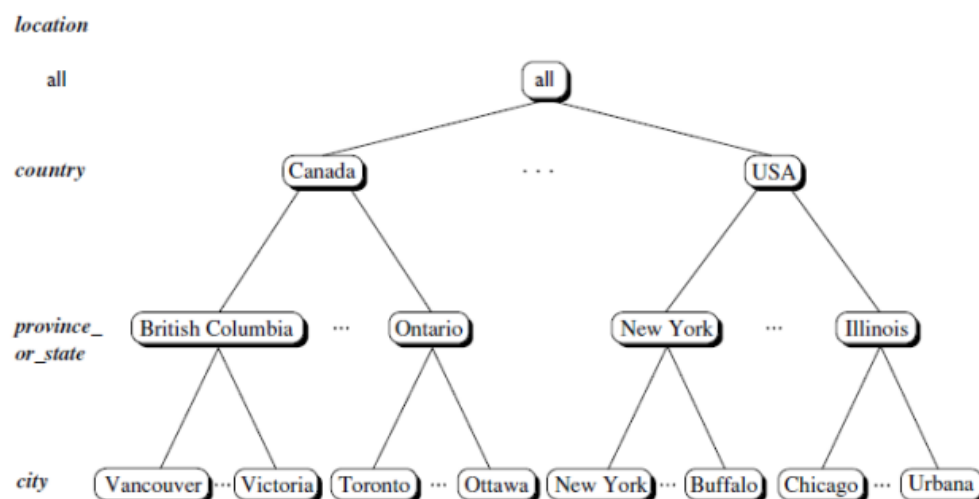 location
all all
country Canada ... USA
province_ British Columbia ... Ontario New York ... Illinois
or_state
city Vancouver ... Victoria Toronto ... Ottawa New York ... Buffalo Chicago ... Urbana